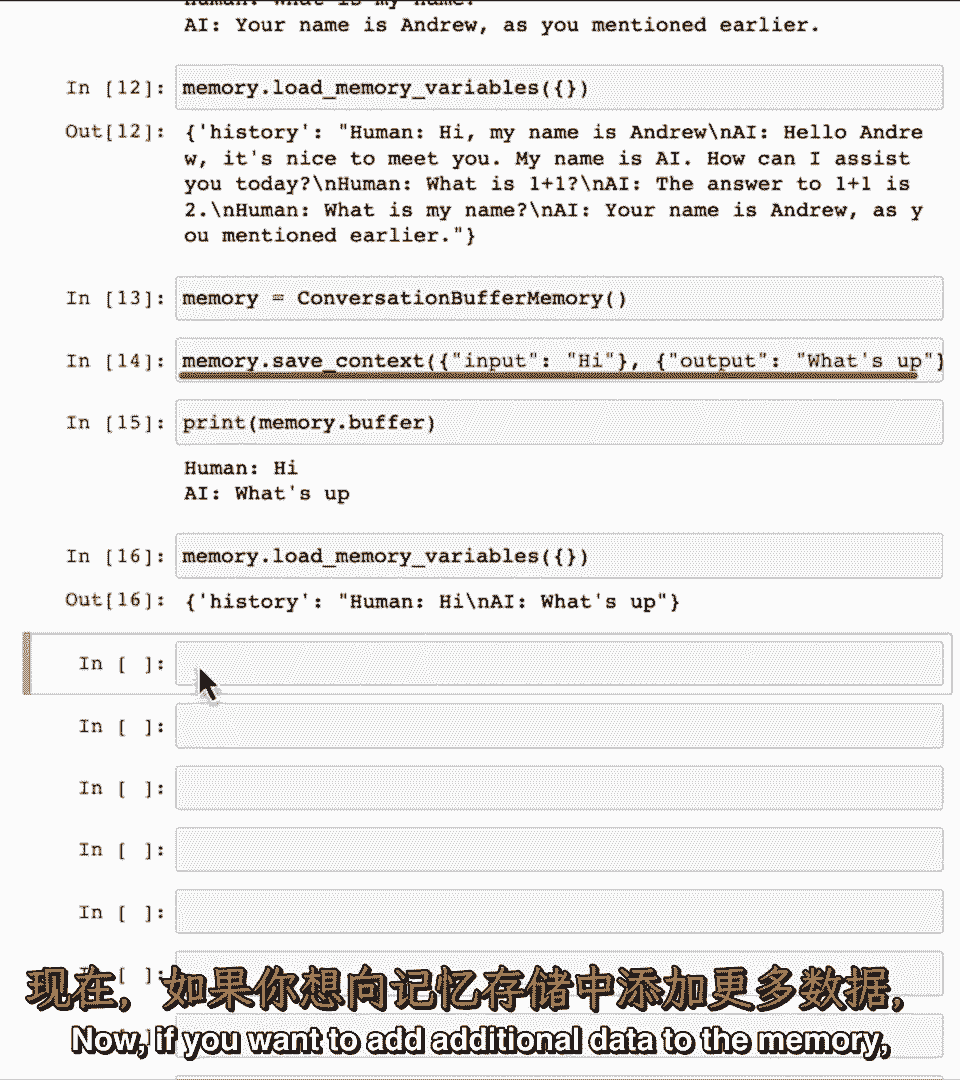 Human: What is my name?
AI: Your name is Andrew, as you mentioned earlier.
In [12]: memory.load_memory_variables({})
Out[12]: {'history': "Human: Hi, my name is Andrew\nAI: Hello Andre
w, it's nice to meet you. My name is AI. How can I assist
you today?\nHuman: What is 1+1?\nAI: The answer to 1+1 is
2.\nHuman: What is my name?\nAI: Your name is Andrew, as y
ou mentioned earlier."}
In [13]: memory = ConversationBufferMemory()
In [14]: memory.save_context({"input": "Hi"}, {"output": "What's up"}
In [15]: print(memory.buffer)
Human: Hi
AI: What's up
In [16]: memory.load_memory_variables({})
Out[16]: {'history': "Human: Hi\nAI: What's up"}
In [ ]:
In [ ]:
In [ ]:
In [ ]:
In [ ]:
现在，如果你想向记忆存储中添加更多数据，
Now, if you want to add additional data to the memory,